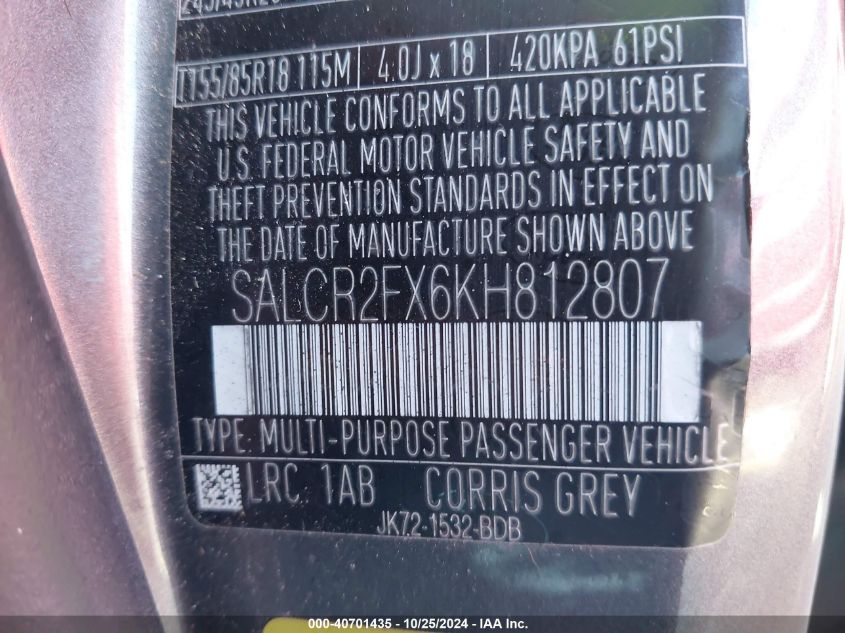 T155/85R18 115M 4.0J x 18 420KPA 61PSI
THIS VEHICLE CONFORMS TO ALL APPLICABLE
U.S. FEDERAL MOTOR VEHICLE SAFETY AND
THEFT PREVENTION STANDARDS IN EFFECT ON
THE DATE OF MANUFACTURE SHOWN ABOVE
SALCR2FX6KH812807
TYPE: MULTI-PURPOSE PASSENGER VEHICLE
LRC 1AB CORRIS GREY
JK72-1532-BDB
000-40701435 - 10/25/2024 - IAAI.com